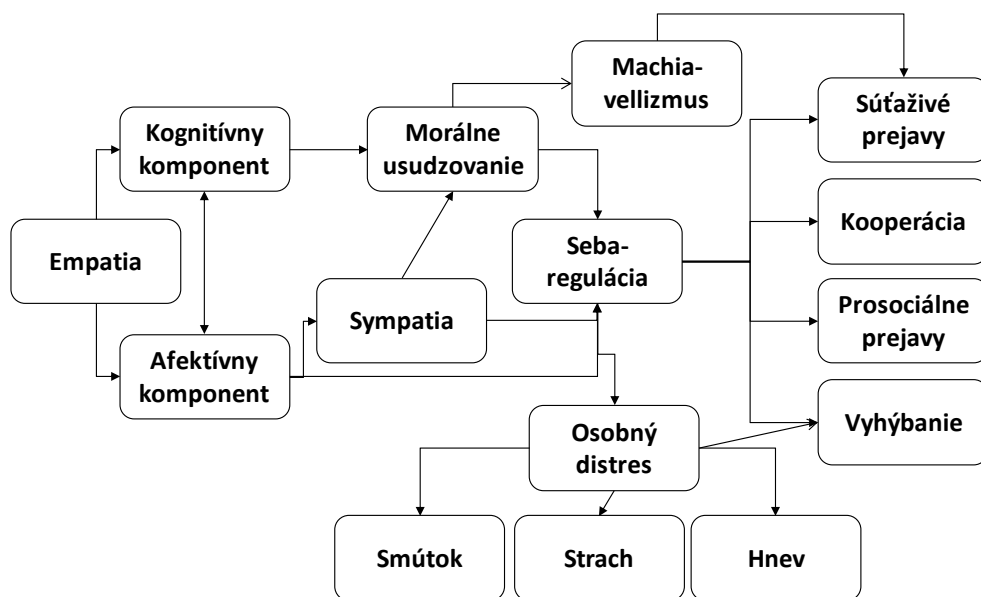 Machia-
vellizmus
Súťaživé
prejavy
Kognitívny
komponent
Morálne
usudzovanie
Kooperácia
Empatia
Seba-
regulácia
Sympatia
Prosociálne
prejavy
Afektívny
komponent
Vyhýbanie
Osobný
distres
Smútok
Strach
Hnev